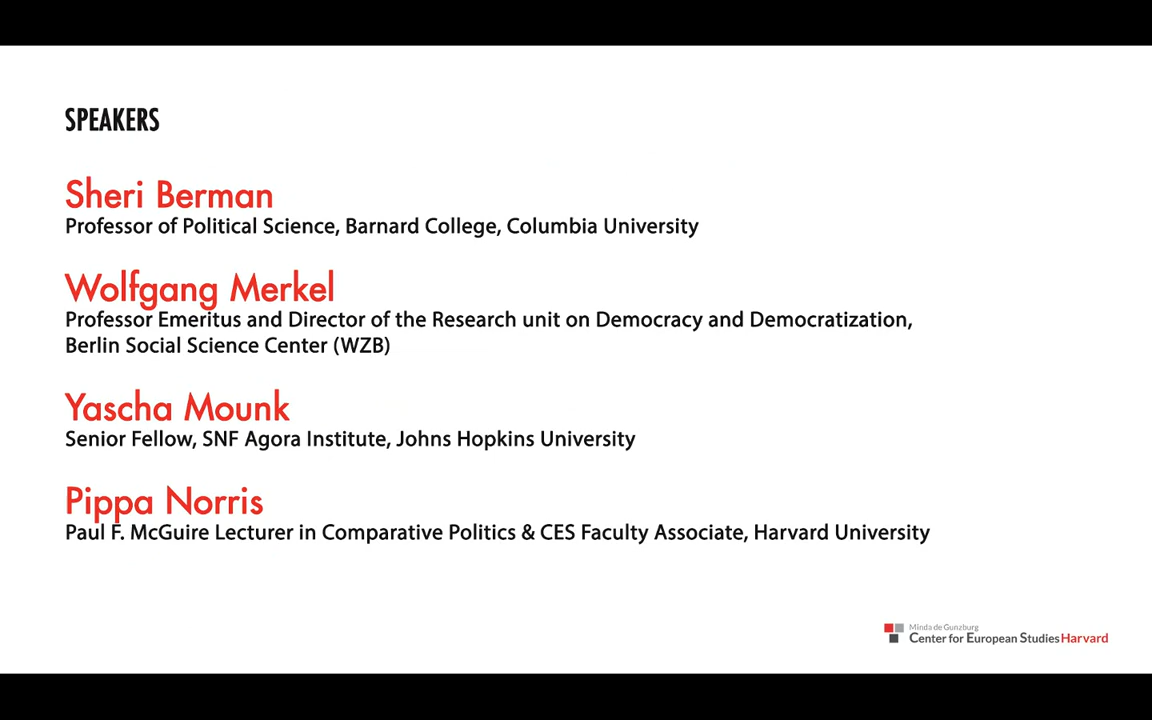 SPEAKERS
Sheri Berman
Professor of Political Science, Barnard College, Columbia University
Wolfgang Merkel
Professor Emeritus and Director of the Research unit on Democracy and Democratization,
Berlin Social Science Center (WZB)
Yascha Mounk
Senior Fellow, SNF Agora Institute, Johns Hopkins University
Pippa Norris
Paul F. McGuire Lecturer in Comparative Politics & CES Faculty Associate, Harvard University
Minda de Gunzburg
Center for European Studies Harvard